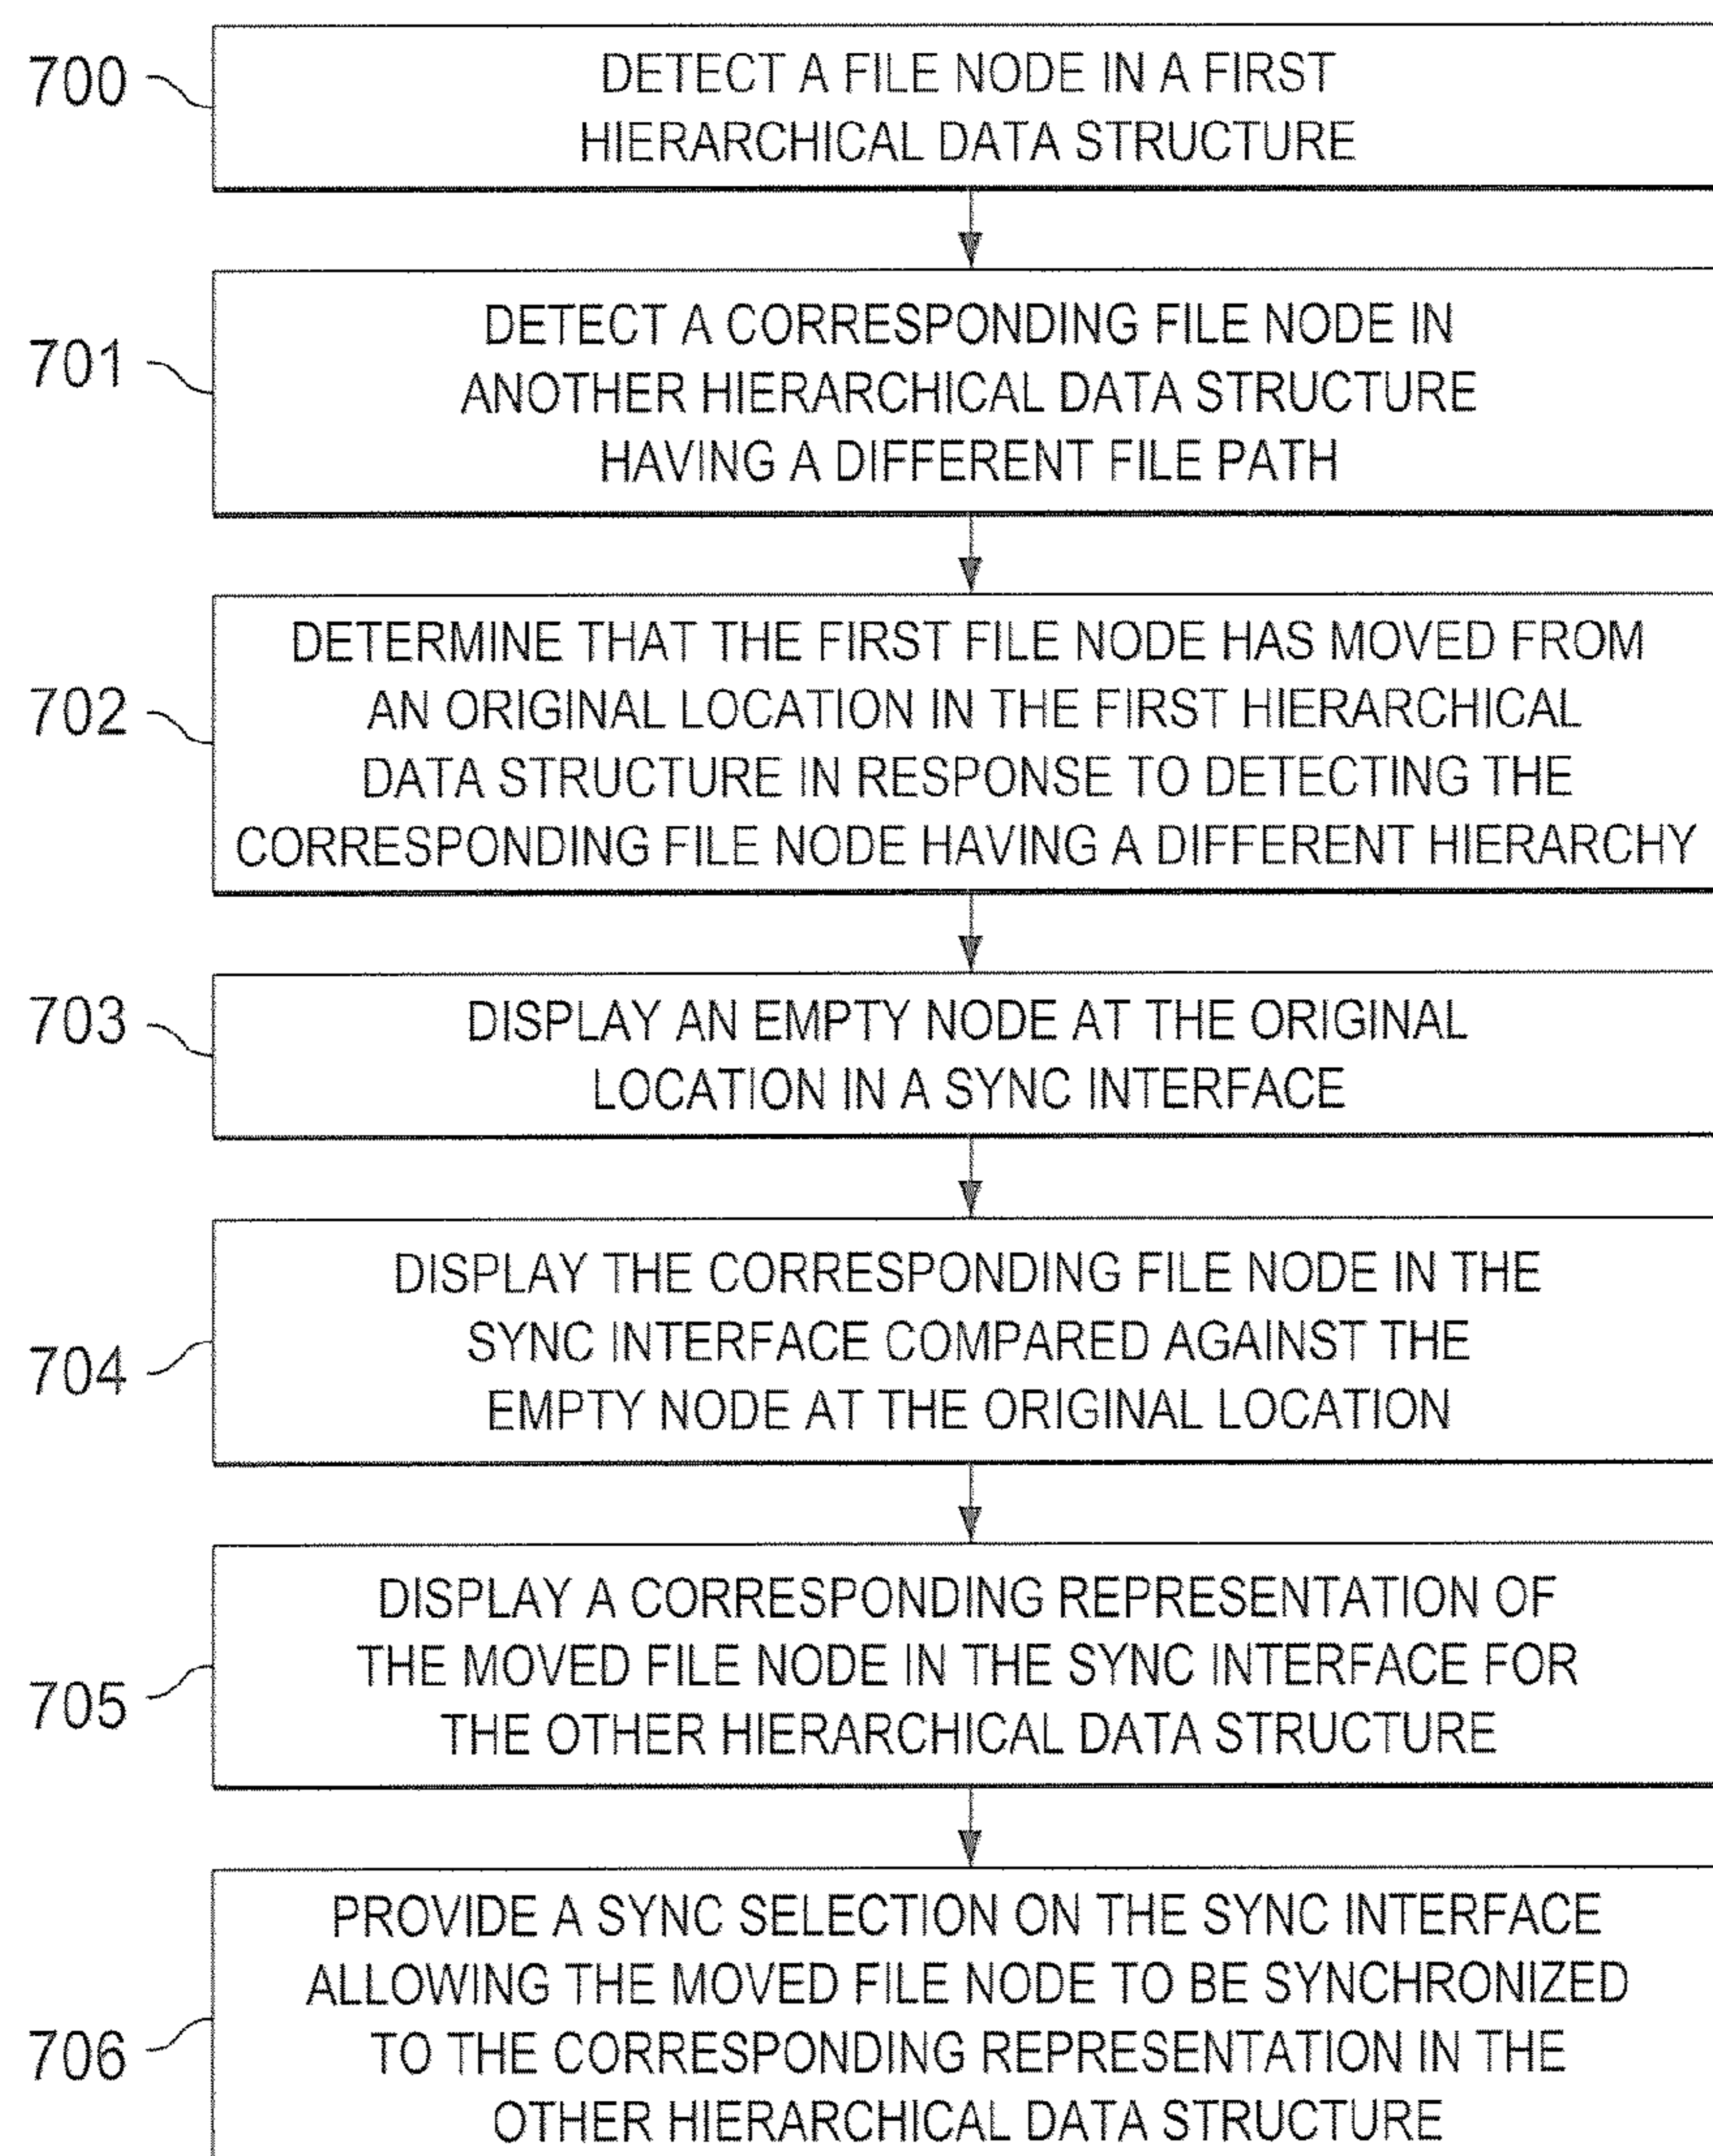 700
DETECT A FILE NODE IN A FIRST
HIERARCHICAL DATA STRUCTURE
701
DETECT A CORRESPONDING FILE NODE IN
ANOTHER HIERARCHICAL DATA STRUCTURE
HAVING A DIFFERENT FILE PATH
702
DETERMINE THAT THE FIRST FILE NODE HAS MOVED FROM
AN ORIGINAL LOCATION IN THE FIRST HIERARCHICAL
DATA STRUCTURE IN RESPONSE TO DETECTING THE
CORRESPONDING FILE NODE HAVING A DIFFERENT HIERARCHY
703
DISPLAY AN EMPTY NODE AT THE ORIGINAL
LOCATION IN A SYNC INTERFACE
704
DISPLAY THE CORRESPONDING FILE NODE IN THE
SYNC INTERFACE COMPARED AGAINST THE
EMPTY NODE AT THE ORIGINAL LOCATION
705
DISPLAY A CORRESPONDING REPRESENTATION OF
THE MOVED FILE NODE IN THE SYNC INTERFACE FOR
THE OTHER HIERARCHICAL DATA STRUCTURE
706
PROVIDE A SYNC SELECTION ON THE SYNC INTERFACE
ALLOWING THE MOVED FILE NODE TO BE SYNCHRONIZED
TO THE CORRESPONDING REPRESENTATION IN THE
OTHER HIERARCHICAL DATA STRUCTURE